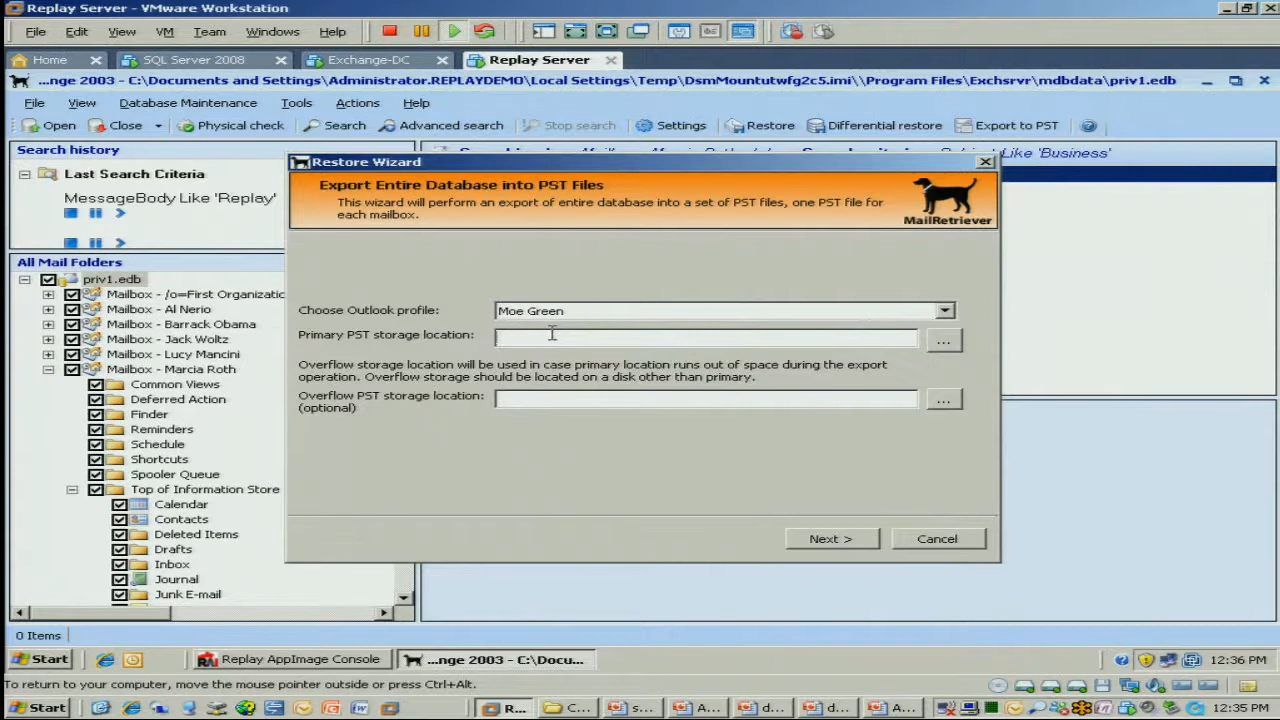 Replay Server - VMware Workstation
File Edit View VM Team Windows Help
Home SQL Server 2008 Exchange-DC Replay Server
...nge 2003 - C:\Documents and Settings\Administrator.REPLAYDEMO\Local Settings\Temp\DsmMountutwfg2c5.imi\\Program Files\Exchsrvr\mdbdata\priv1.edb
File View Database Maintenance Tools Actions Help
Open Close Physical check Search Advanced search Stop search Settings Restore Differential restore Export to PST
Search history
Like 'Business'
Last Search Criteria
MessageBody Like 'Replay'
All Mail Folders
priv1.edb
Mailbox - /o=First Organizatio
Mailbox - Al Nerio
Mailbox - Barrack Obama
Mailbox - Jack Woltz
Mailbox - Lucy Mancini
Mailbox - Marcia Roth
Common Views
Deferred Action
Finder
Reminders
Schedule
Shortcuts
Spooler Queue
Top of Information Store
Calendar
Contacts
Deleted Items
Drafts
Inbox
Journal
Junk E-mail
Restore Wizard
Export Entire Database into PST Files
This wizard will perform an export of entire database into a set of PST files, one PST file for
each mailbox.
MailRetriever
Choose Outlook profile: Moe Green
Primary PST storage location: ...
Overflow storage location will be used in case primary location runs out of space during the export
operation. Overflow storage should be located on a disk other than primary.
Overflow PST storage location: ...
(optional)
Next > Cancel
0 Items
Start Replay AppImage Console ...nge 2003 - C:\Docu... 12:36 PM
To return to your computer, move the mouse pointer outside or press Ctrl+Alt.
Start R... C... s... A... d... d... A... 12:35 PM